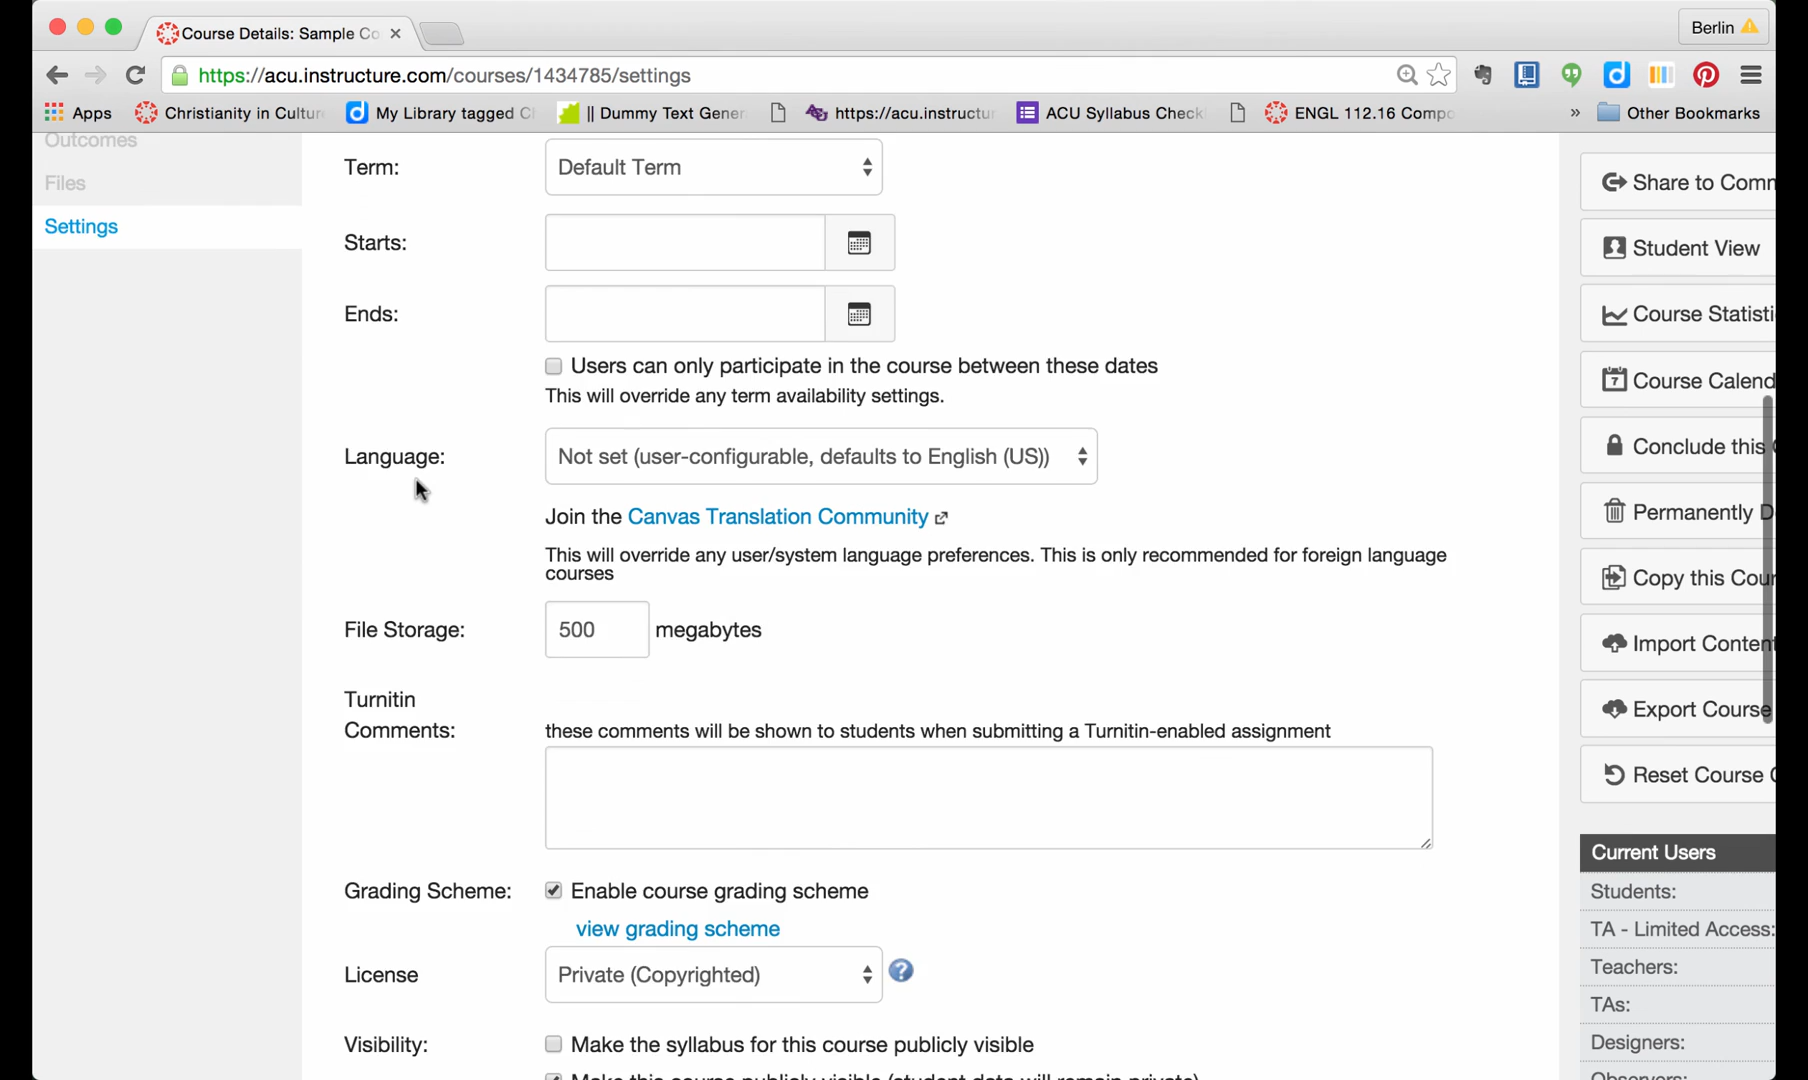 Course Details: Sample Co
Berlin
https://acu.instructure.com/courses/1434785/settings
Apps
Christianity in Cultur
My Library tagged C
|| Dummy Text Gener
https://acu.instructur
ACU Syllabus Check
ENGL 112.16 Compo
»
Other Bookmarks
Outcomes
Files
Settings
Term:
Default Term
Starts:
Ends:
Users can only participate in the course between these dates
This will override any term availability settings.
Language:
Not set (user-configurable, defaults to English (US))
Join the Canvas Translation Community
This will override any user/system language preferences. This is only recommended for foreign language
courses
File Storage:
500
megabytes
Turnitin
Comments:
these comments will be shown to students when submitting a Turnitin-enabled assignment
Grading Scheme:
Enable course grading scheme
view grading scheme
License
Private (Copyrighted)
Visibility:
Make the syllabus for this course publicly visible
Make this course publicly visible (student data will remain private)
Share to Comm
Student View
Course Statisti
7
Course Calend
Conclude this C
Permanently D
Copy this Cour
Import Content
Export Course
Reset Course C
Current Users
Students:
TA - Limited Access:
Teachers:
TAs:
Designers:
Observers: